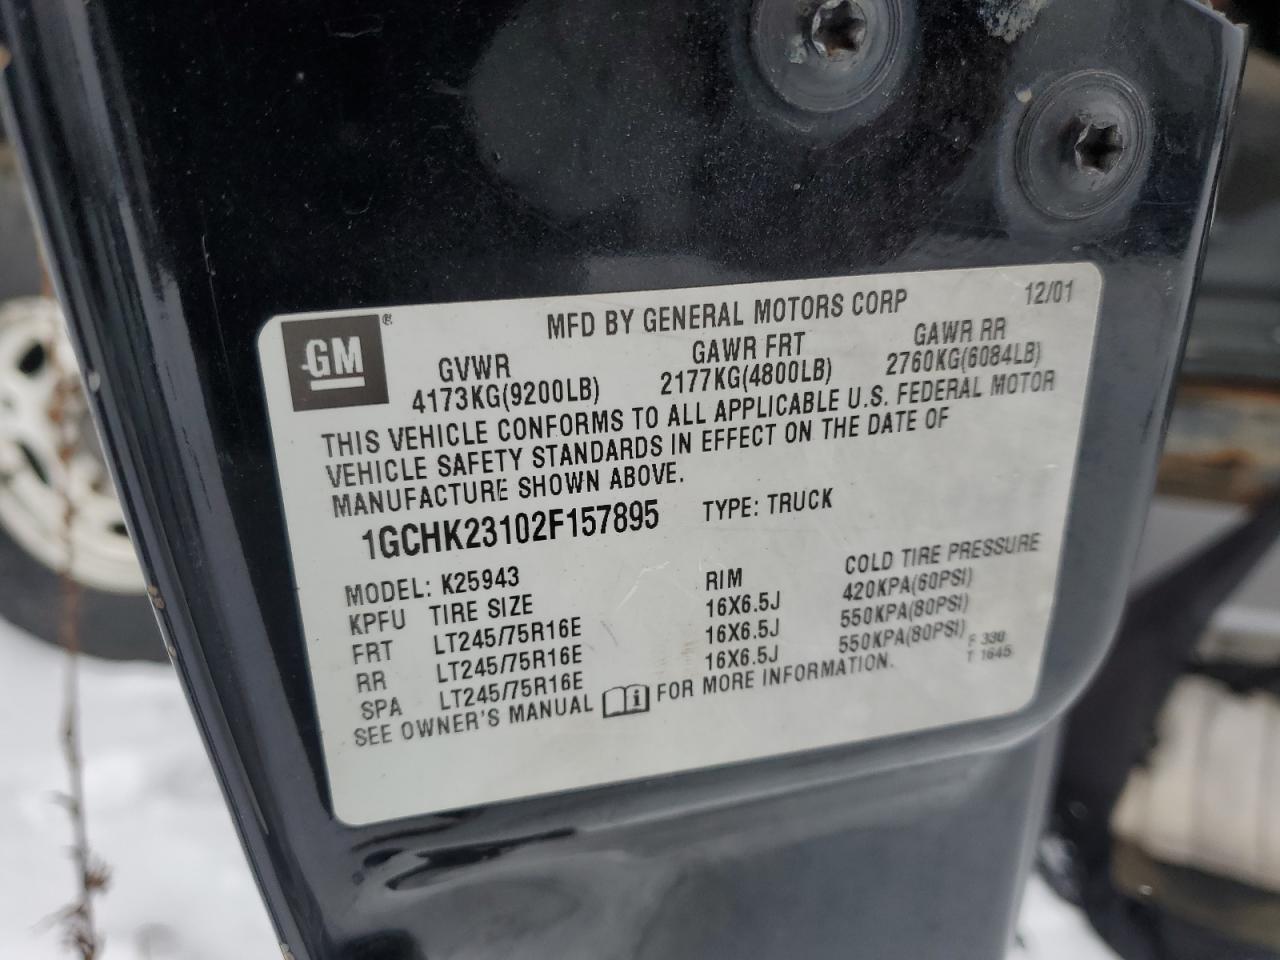 GM ®
MFD BY GENERAL MOTORS CORP 12/01
GVWR GAWR FRT GAWR RR
4173KG(9200LB) 2177KG(4800LB) 2760KG(6084LB)
THIS VEHICLE CONFORMS TO ALL APPLICABLE U.S. FEDERAL MOTOR
VEHICLE SAFETY STANDARDS IN EFFECT ON THE DATE OF
MANUFACTURE SHOWN ABOVE.
1GCHK23102F157895 TYPE: TRUCK
MODEL: K25943
KPFU TIRE SIZE RIM COLD TIRE PRESSURE
FRT LT245/75R16E 16X6.5J 420KPA(60PSI)
RR LT245/75R16E 16X6.5J 550KPA(80PSI)
SPA LT245/75R16E 16X6.5J 550KPA(80PSI)
SEE OWNER'S MANUAL i FOR MORE INFORMATION.
F 330
T 1645